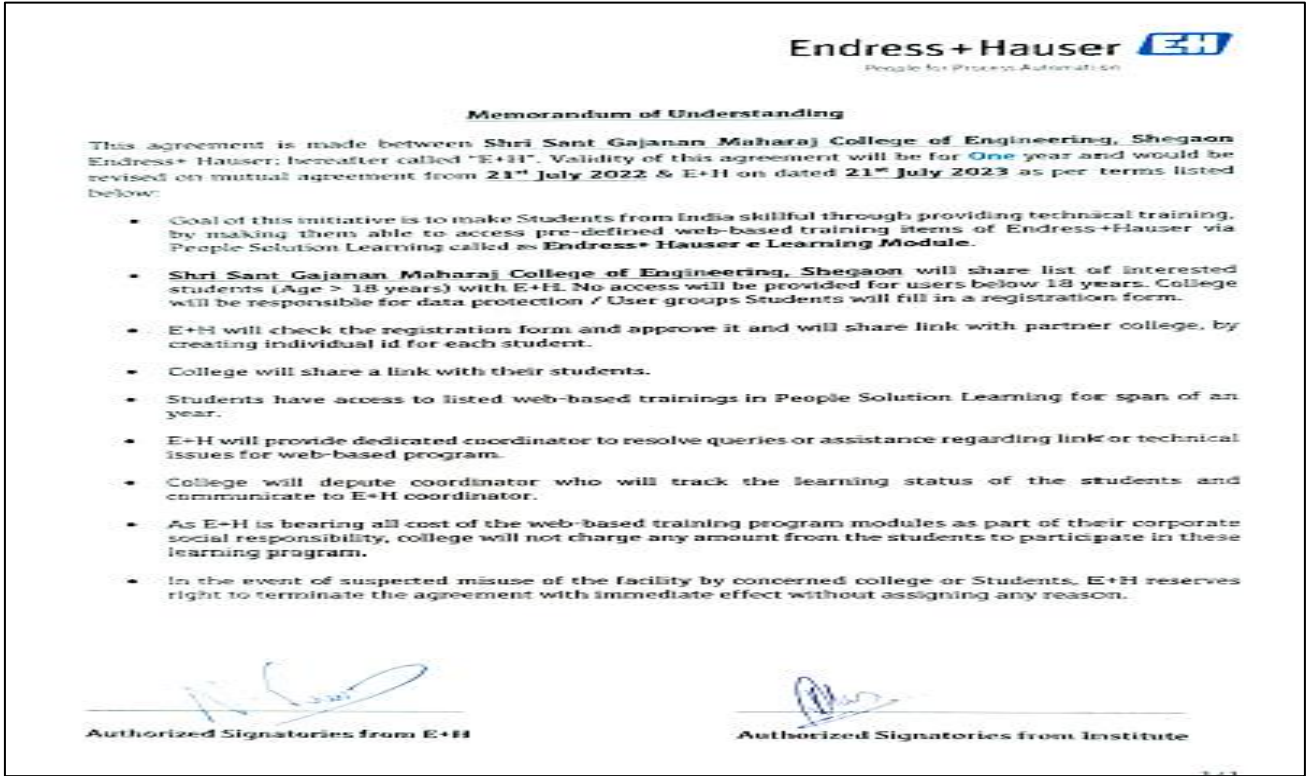 Endress+Hauser EH
People for Process Automation
Memorandum of Understanding
This agreement is made between Shri Sant Gajanan Maharaj College of Engineering, Shegaon
Endress+ Hauser; hereafter called "E+H". Validity of this agreement will be for One year and would be
revised on mutual agreement from 21st July 2022 & E+H on dated 21st July 2023 as per terms listed
below:
• Goal of this initiative is to make Students from India skillful through providing technical training,
by making them able to access pre-defined web-based training items of Endress+Hauser via
People Solution Learning called as Endress+ Hauser e Learning Module.
• Shri Sant Gajanan Maharaj College of Engineering, Shegaon will share list of interested
students (Age > 18 years) with E+H. No access will be provided for users below 18 years. College
will be responsible for data protection / User groups Students will fill in a registration form.
• E+H will check the registration form and approve it and will share link with partner college, by
creating individual id for each student.
• College will share a link with their students.
• Students have access to listed web-based trainings in People Solution Learning for span of an
year.
• E+H will provide dedicated coordinator to resolve queries or assistance regarding link or technical
issues for web-based program.
• College will depute coordinator who will track the learning status of the students and
communicate to E+H coordinator.
• As E+H is bearing all cost of the web-based training program modules as part of their corporate
social responsibility, college will not charge any amount from the students to participate in these
learning program.
• In the event of suspected misuse of the facility by concerned college or Students, E+H reserves
right to terminate the agreement with immediate effect without assigning any reason.
Authorized Signatories from E+H
Authorized Signatories from Institute